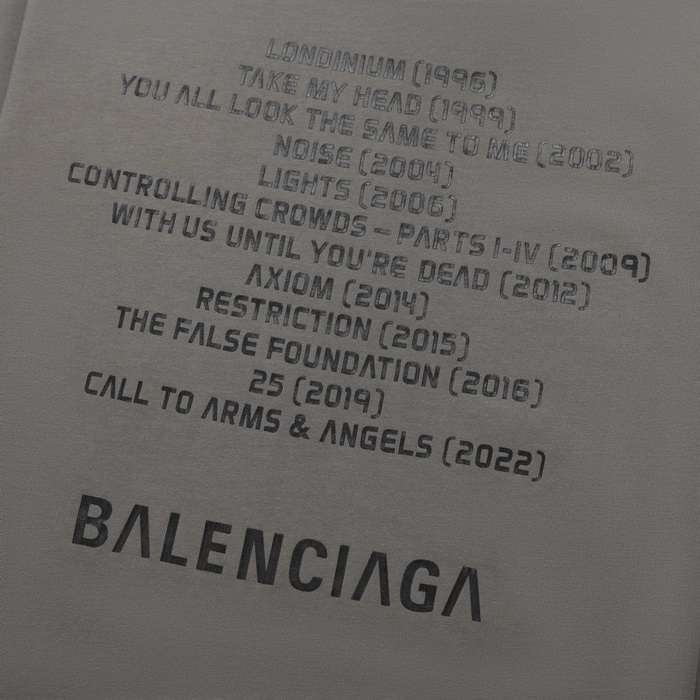 LONDINIUM (1996)
TAKE MY HEAD (1999)
YOU ALL LOOK THE SAME TO ME (2002)
NOISE (2004)
LIGHTS (2006)
CONTROLLING CROWDS – PARTS I-IV (2009)
WITH US UNTIL YOU'RE DEAD (2012)
AXIOM (2014)
RESTRICTION (2015)
THE FALSE FOUNDATION (2016)
25 (2019)
CALL TO ARMS & ANGELS (2022)
BALENCIAGA